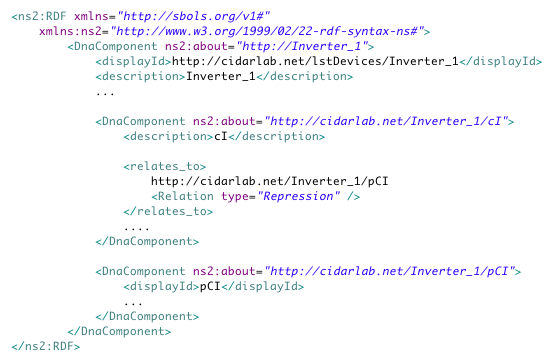 <ns2:RDF xmlns="http://sbols.org/v1#"
xmlns:ns2="http://www.w3.org/1999/02/22-rdf-syntax-ns#">
<DnaComponent ns2:about="http://Inverter_1">
<displayId>http://cidarlab.net/lstDevices/Inverter_1</displayId>
<description>Inverter_1</description>
...
<DnaComponent ns2:about="http://cidarlab.net/Inverter_1/cI">
<description>cI</description>
<relates_to>
http://cidarlab.net/Inverter_1/pCI
<Relation type="Repression" />
</relates_to>
....
</DnaComponent>
<DnaComponent ns2:about="http://cidarlab.net/Inverter_1/pCI">
<displayId>pCI</displayId>
...
</DnaComponent>
</DnaComponent>
</ns2:RDF>